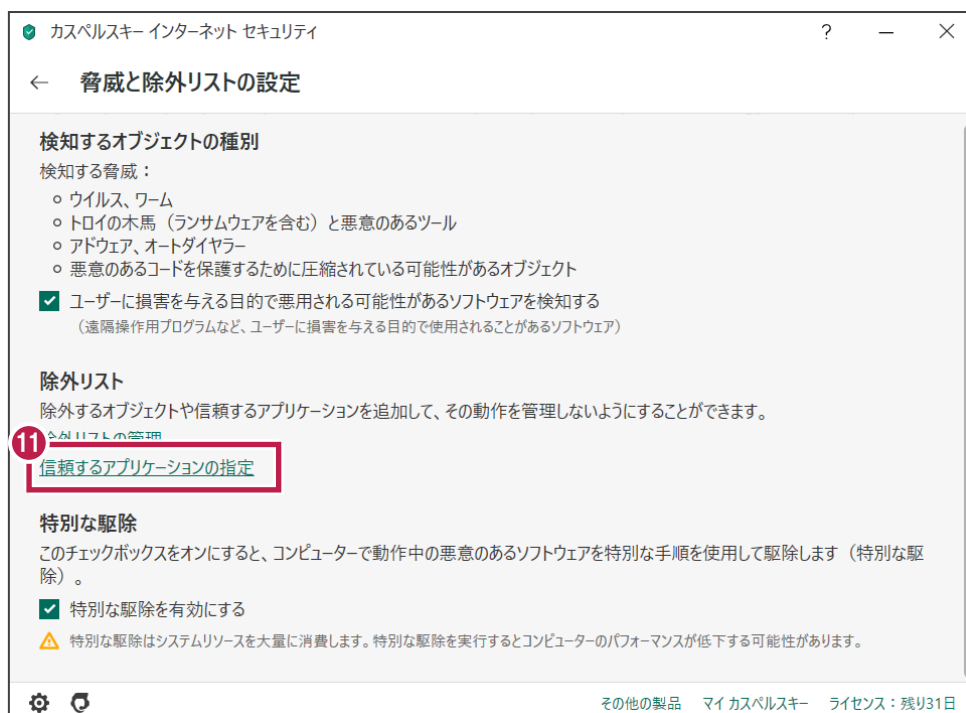 カスペルスキー インターネット セキュリティ
?
脅威と除外リストの設定
検知するオブジェクトの種別
検知する脅威：
ウイルス、ワーム
トロイの木馬（ランサムウェアを含む）と悪意のあるツール
アドウェア、オートダイヤラー
悪意のあるコードを保護するために圧縮されている可能性があるオブジェクト
ユーザーに損害を与える目的で悪用される可能性があるソフトウェアを検知する
（遠隔操作用プログラムなど、ユーザーに損害を与える目的で使用されることがあるソフトウェア）
除外リスト
除外するオブジェクトや信頼するアプリケーションを追加して、その動作を管理しないようにすることができます。
除外リストの管理
11
信頼するアプリケーションの指定
特別な駆除
このチェックボックスをオンにすると、コンピューターで動作中の悪意のあるソフトウェアを特別な手順を使用して駆除します（特別な駆
除）。
特別な駆除を有効にする
特別な駆除はシステムリソースを大量に消費します。特別な駆除を実行するとコンピューターのパフォーマンスが低下する可能性があります。
その他の製品 マイ カスペルスキー ライセンス：残り31日